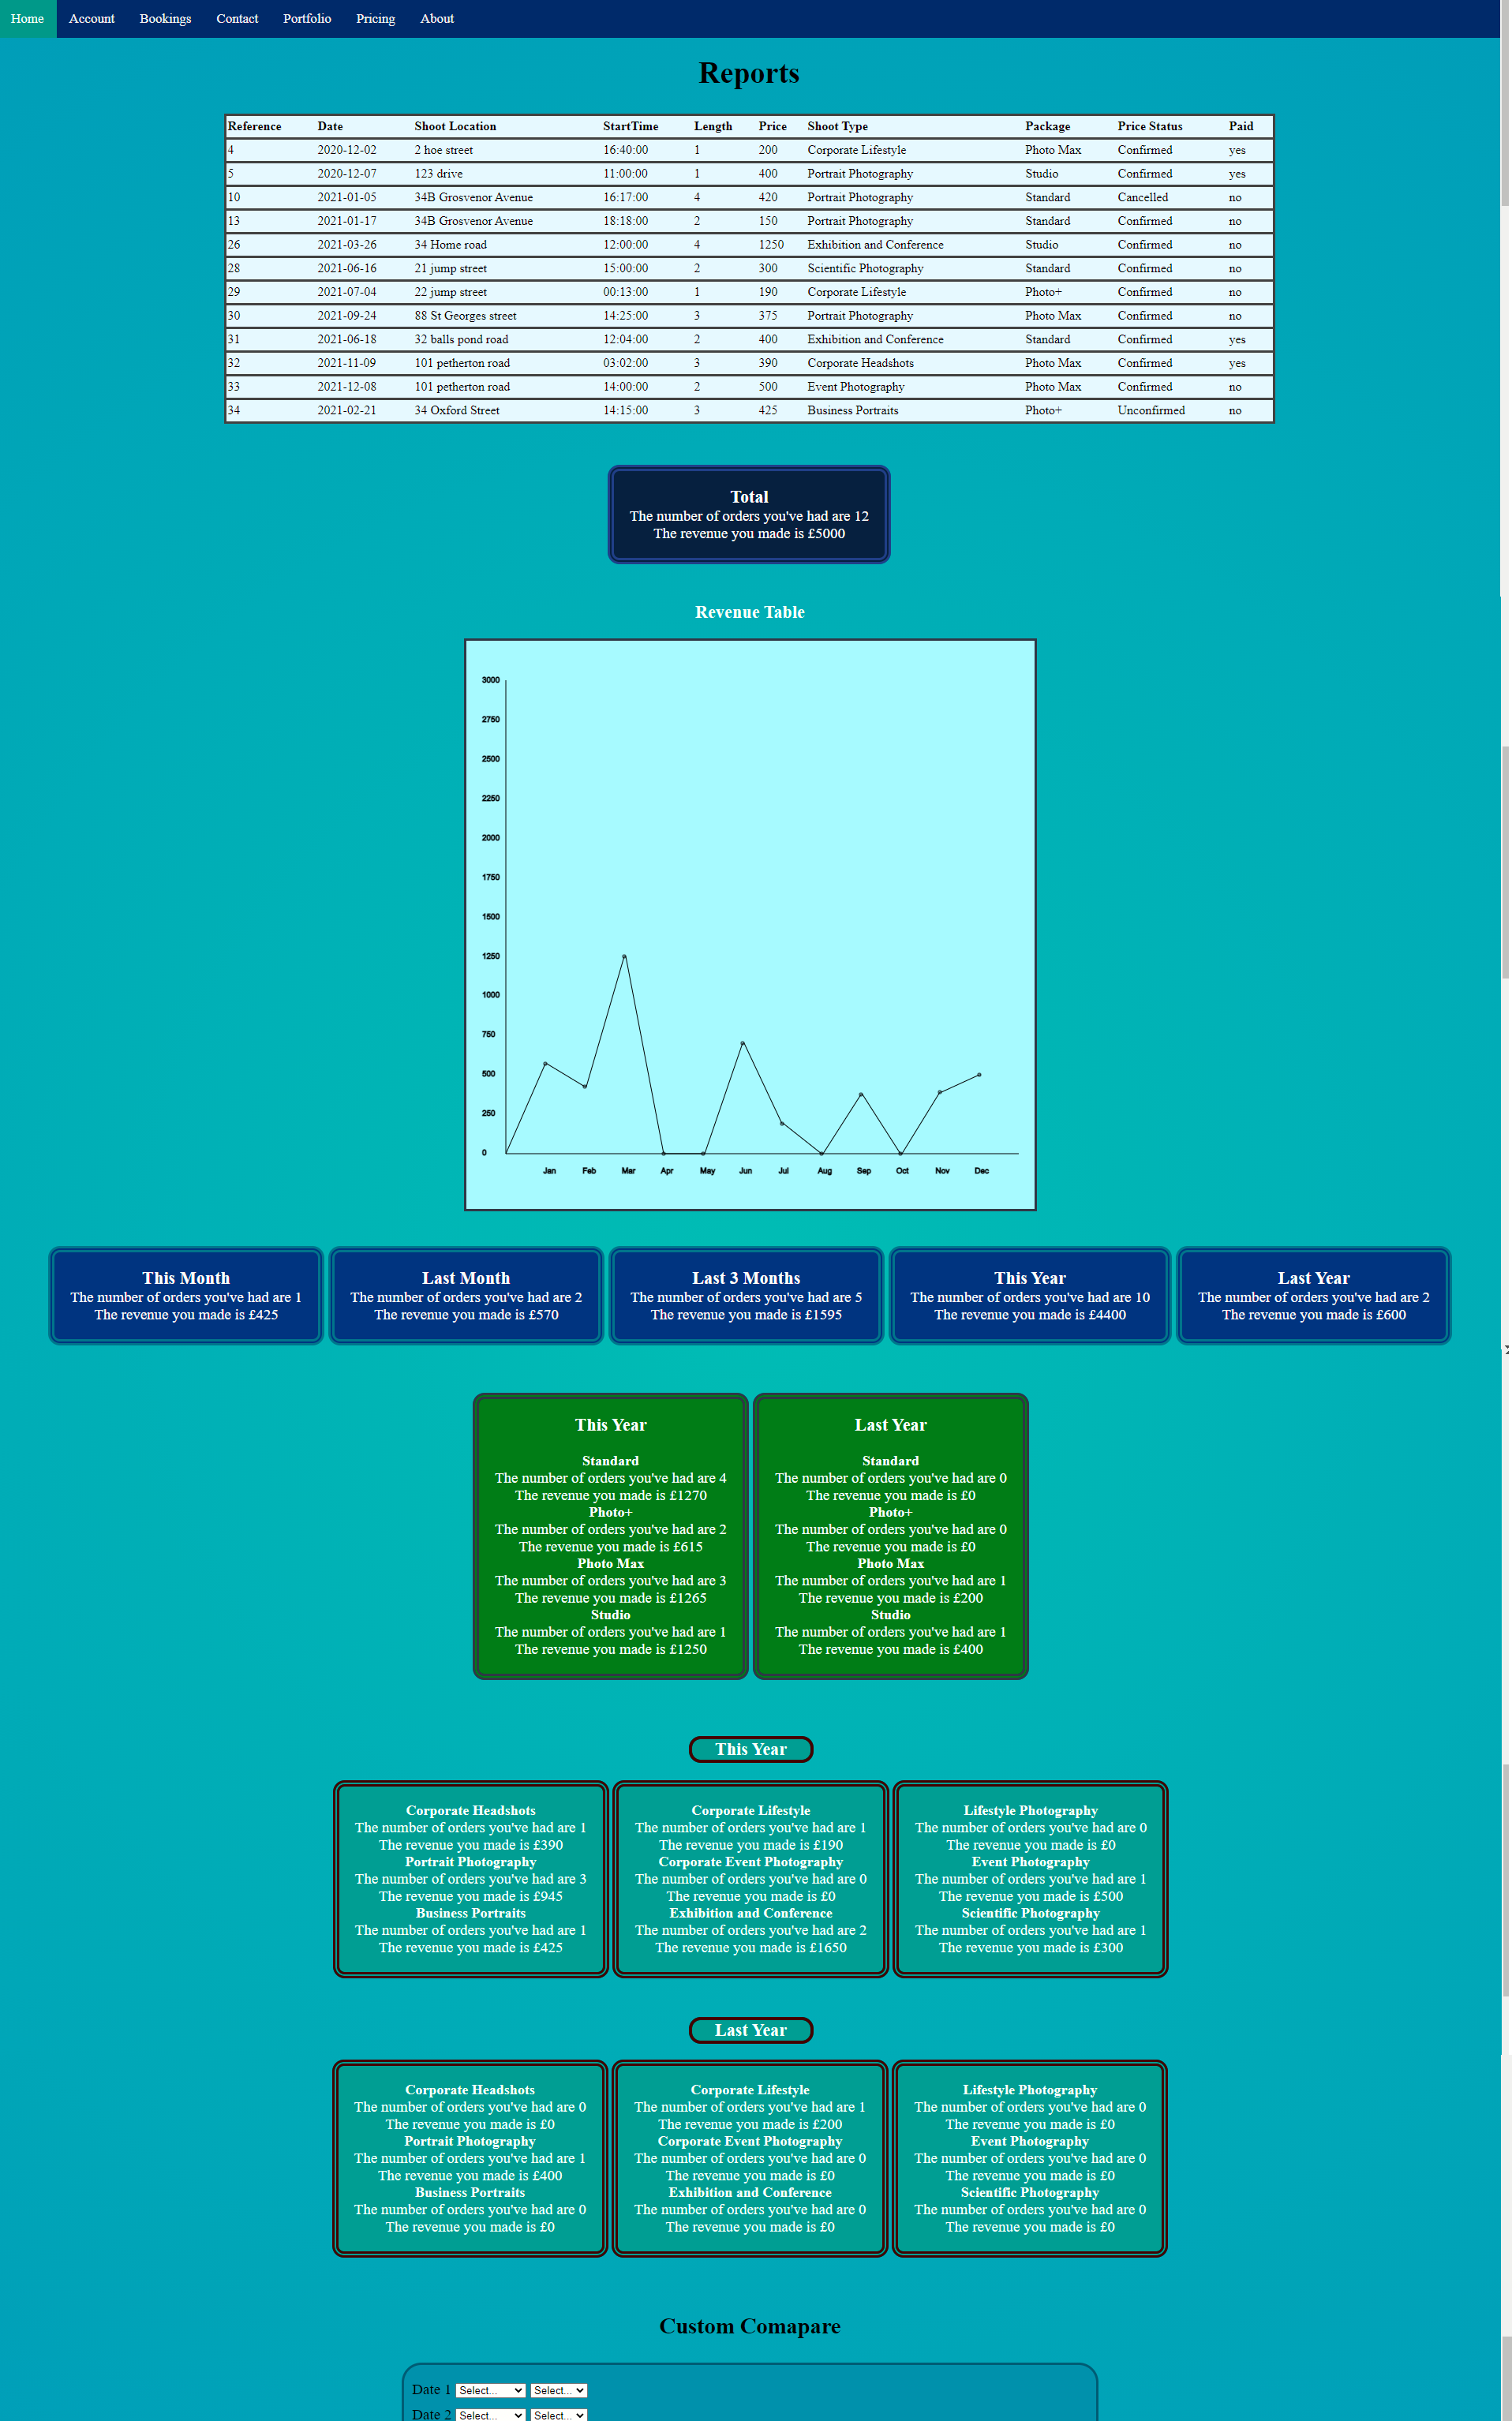 Home Account Bookings Contact Portfolio Pricing About
Reports
Reference Date Shoot Location StartTime Length Price Shoot Type Package Price Status Paid
4 2020-12-02 2 hoe street 16:40:00 1 200 Corporate Lifestyle Photo Max Confirmed yes
5 2020-12-07 123 drive 11:00:00 1 400 Portrait Photography Studio Confirmed yes
10 2021-01-05 34B Grosvenor Avenue 16:17:00 4 420 Portrait Photography Standard Cancelled no
13 2021-01-17 34B Grosvenor Avenue 18:18:00 2 150 Portrait Photography Standard Confirmed no
26 2021-03-26 34 Home road 12:00:00 4 1250 Exhibition and Conference Studio Confirmed no
28 2021-06-16 21 jump street 15:00:00 2 300 Scientific Photography Standard Confirmed no
29 2021-07-04 22 jump street 00:13:00 1 190 Corporate Lifestyle Photo+ Confirmed no
30 2021-09-24 88 St Georges street 14:25:00 3 375 Portrait Photography Photo Max Confirmed no
31 2021-06-18 32 balls pond road 12:04:00 2 400 Exhibition and Conference Standard Confirmed yes
32 2021-11-09 101 petherton road 03:02:00 3 390 Corporate Headshots Photo Max Confirmed yes
33 2021-12-08 101 petherton road 14:00:00 2 500 Event Photography Photo Max Confirmed no
34 2021-02-21 34 Oxford Street 14:15:00 3 425 Business Portraits Photo+ Unconfirmed no
Total
The number of orders you've had are 12
The revenue you made is £5000
Revenue Table
3000
2750
2500
2250
2000
1750
1500
1250
1000
750
500
250
0
Jan Feb Mar Apr May Jun Jul Aug Sep Oct Nov Dec
This Month
The number of orders you've had are 1
The revenue you made is £425
Last Month
The number of orders you've had are 2
The revenue you made is £570
Last 3 Months
The number of orders you've had are 5
The revenue you made is £1595
This Year
The number of orders you've had are 10
The revenue you made is £4400
Last Year
The number of orders you've had are 2
The revenue you made is £600
This Year
Standard
The number of orders you've had are 4
The revenue you made is £1270
Photo+
The number of orders you've had are 2
The revenue you made is £615
Photo Max
The number of orders you've had are 3
The revenue you made is £1265
Studio
The number of orders you've had are 1
The revenue you made is £1250
Last Year
Standard
The number of orders you've had are 0
The revenue you made is £0
Photo+
The number of orders you've had are 0
The revenue you made is £0
Photo Max
The number of orders you've had are 1
The revenue you made is £200
Studio
The number of orders you've had are 1
The revenue you made is £400
This Year
Corporate Headshots
The number of orders you've had are 1
The revenue you made is £390
Portrait Photography
The number of orders you've had are 3
The revenue you made is £945
Business Portraits
The number of orders you've had are 1
The revenue you made is £425
Corporate Lifestyle
The number of orders you've had are 1
The revenue you made is £190
Corporate Event Photography
The number of orders you've had are 0
The revenue you made is £0
Exhibition and Conference
The number of orders you've had are 2
The revenue you made is £1650
Lifestyle Photography
The number of orders you've had are 0
The revenue you made is £0
Event Photography
The number of orders you've had are 1
The revenue you made is £500
Scientific Photography
The number of orders you've had are 1
The revenue you made is £300
Last Year
Corporate Headshots
The number of orders you've had are 0
The revenue you made is £0
Portrait Photography
The number of orders you've had are 1
The revenue you made is £400
Business Portraits
The number of orders you've had are 0
The revenue you made is £0
Corporate Lifestyle
The number of orders you've had are 1
The revenue you made is £200
Corporate Event Photography
The number of orders you've had are 0
The revenue you made is £0
Exhibition and Conference
The number of orders you've had are 0
The revenue you made is £0
Lifestyle Photography
The number of orders you've had are 0
The revenue you made is £0
Event Photography
The number of orders you've had are 0
The revenue you made is £0
Scientific Photography
The number of orders you've had are 0
The revenue you made is £0
Custom Comapare
Date 1 Select... Select...
Date 2 Select... Select...